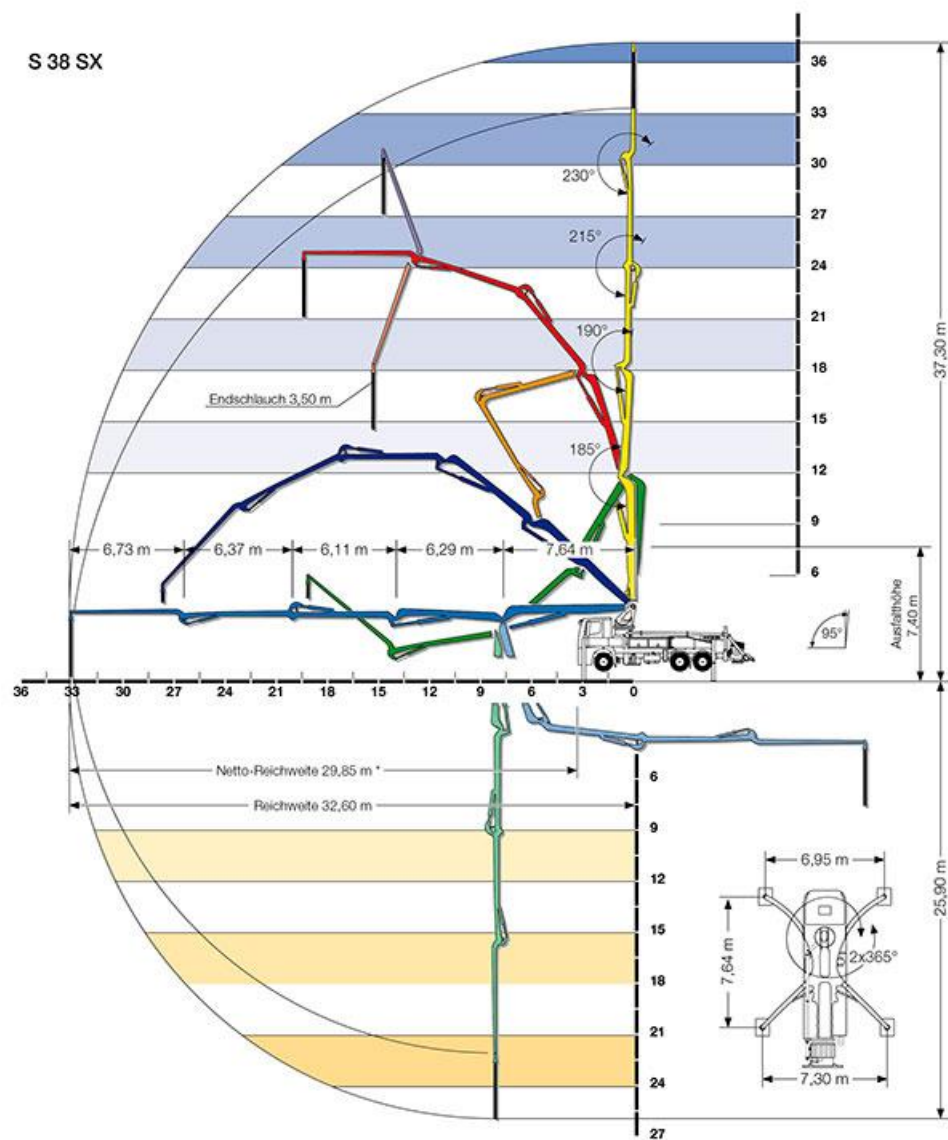 S 38 SX
36
33
30
27
24
21
18
15
12
9
6
230°
215°
190°
185°
37,30 m
Endschlauch 3,50 m
6,73 m
6,37 m
6,11 m
6,29 m
7,64 m
Ausfalthöhe
7,40 m
95°
36 33 30 27 24 21 18 15 12 9 6 3 0
Netto-Reichweite 29,85 m *
Reichweite 32,60 m
6
9
12
15
18
21
24
27
25,90 m
6,95 m
7,64 m
2x365°
7,30 m